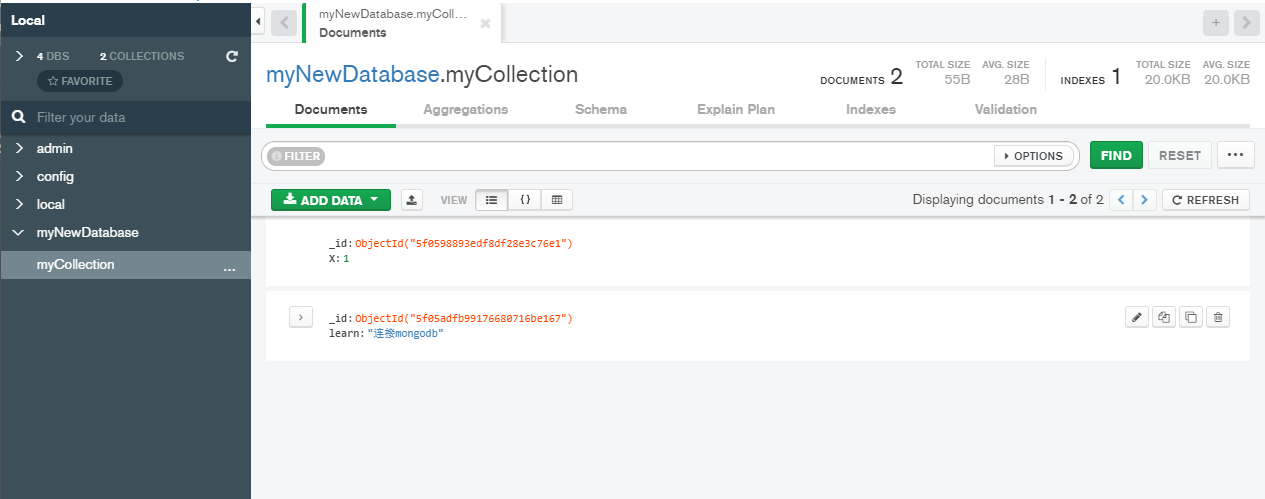 Local
4 DBS 2 COLLECTIONS
FAVORITE
Filter your data
admin
config
local
myNewDatabase
myCollection
...
myNewDatabase.myColl...
Documents
myNewDatabase.myCollection
DOCUMENTS 2
TOTAL SIZE
55B
AVG. SIZE
28B
INDEXES 1
TOTAL SIZE
20.0KB
AVG. SIZE
20.0KB
Documents Aggregations Schema Explain Plan Indexes Validation
FILTER
OPTIONS
FIND
RESET
...
ADD DATA
VIEW
{}
Displaying documents 1 - 2 of 2
REFRESH
_id: ObjectId("5f0598893edf8df28e3c76e1")
X: 1
_id: ObjectId("5f05adfb99176680716be167")
learn: "连接mongodb"